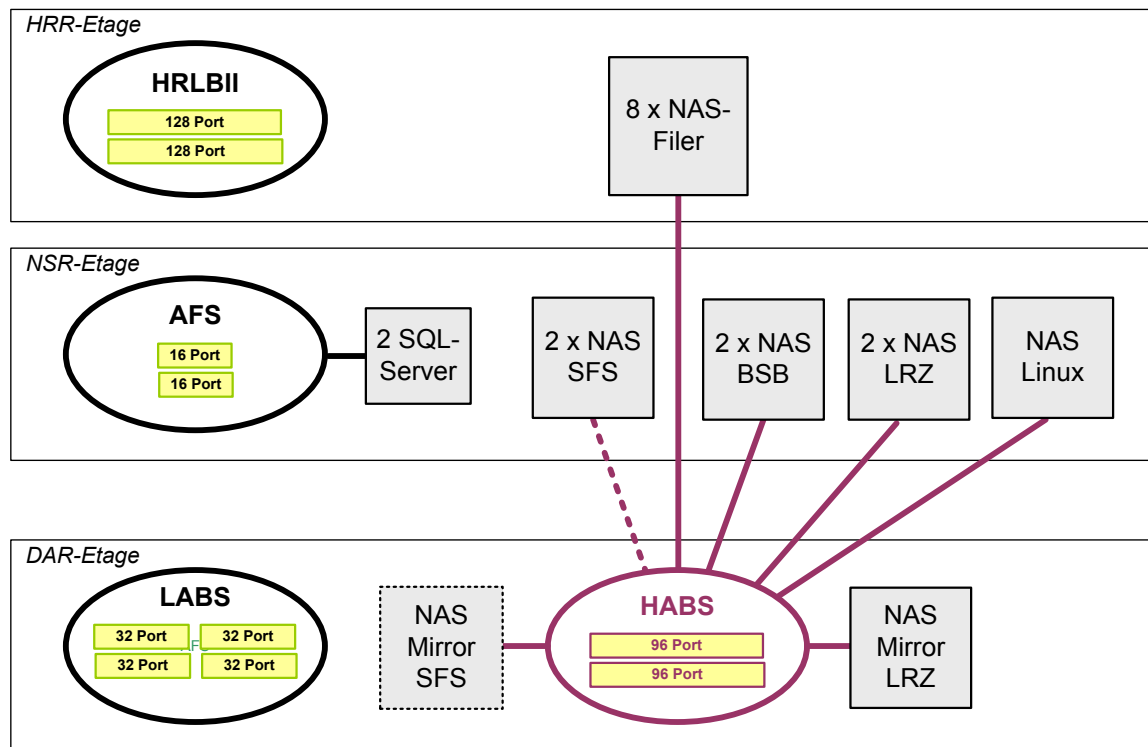 HRR-Etage
HRLBII
128 Port
128 Port
8 x NAS-
Filer
NSR-Etage
AFS
16 Port
16 Port
2 SQL-
Server
2 x NAS
SFS
2 x NAS
BSB
2 x NAS
LRZ
NAS
Linux
DAR-Etage
LABS
32 Port
32 Port
32 Port
32 Port
NAS
Mirror
SFS
HABS
96 Port
96 Port
NAS
Mirror
LRZ